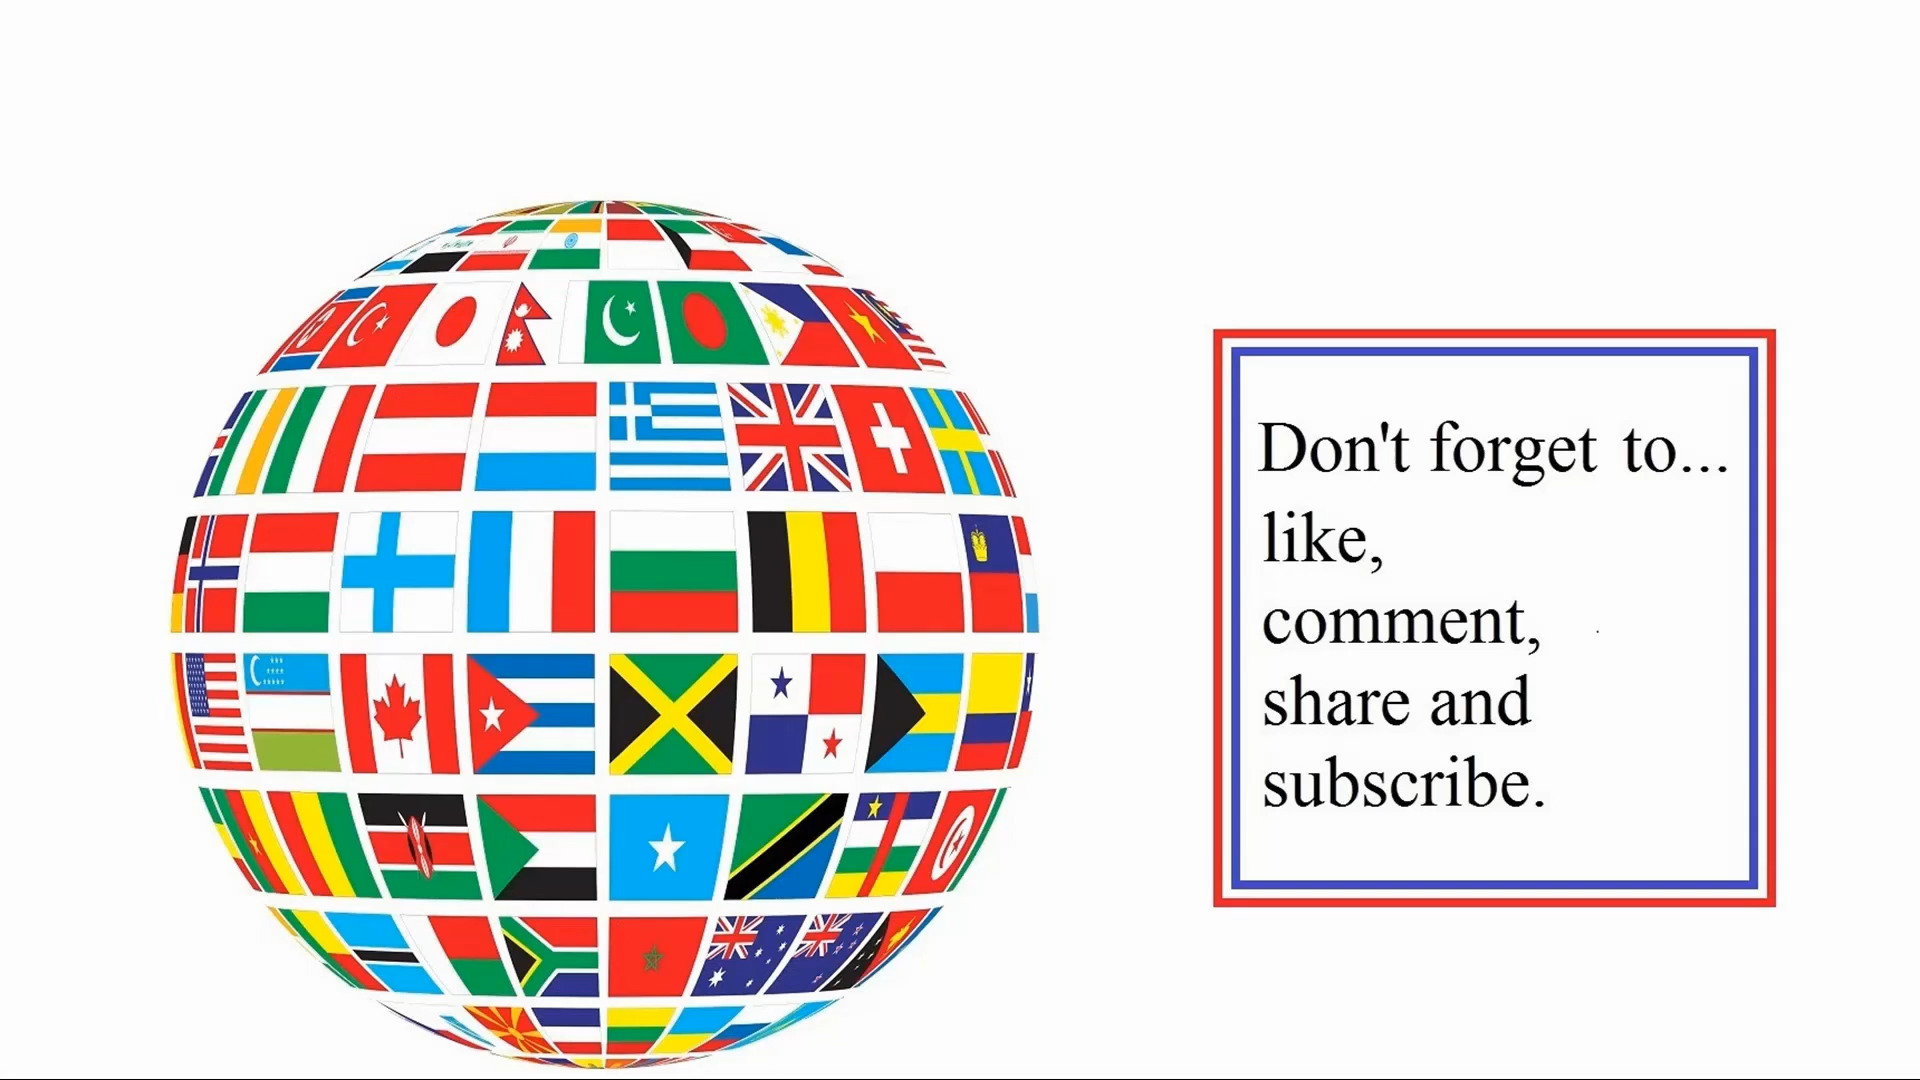 Don't forget to...
like,
comment,
share and
subscribe.